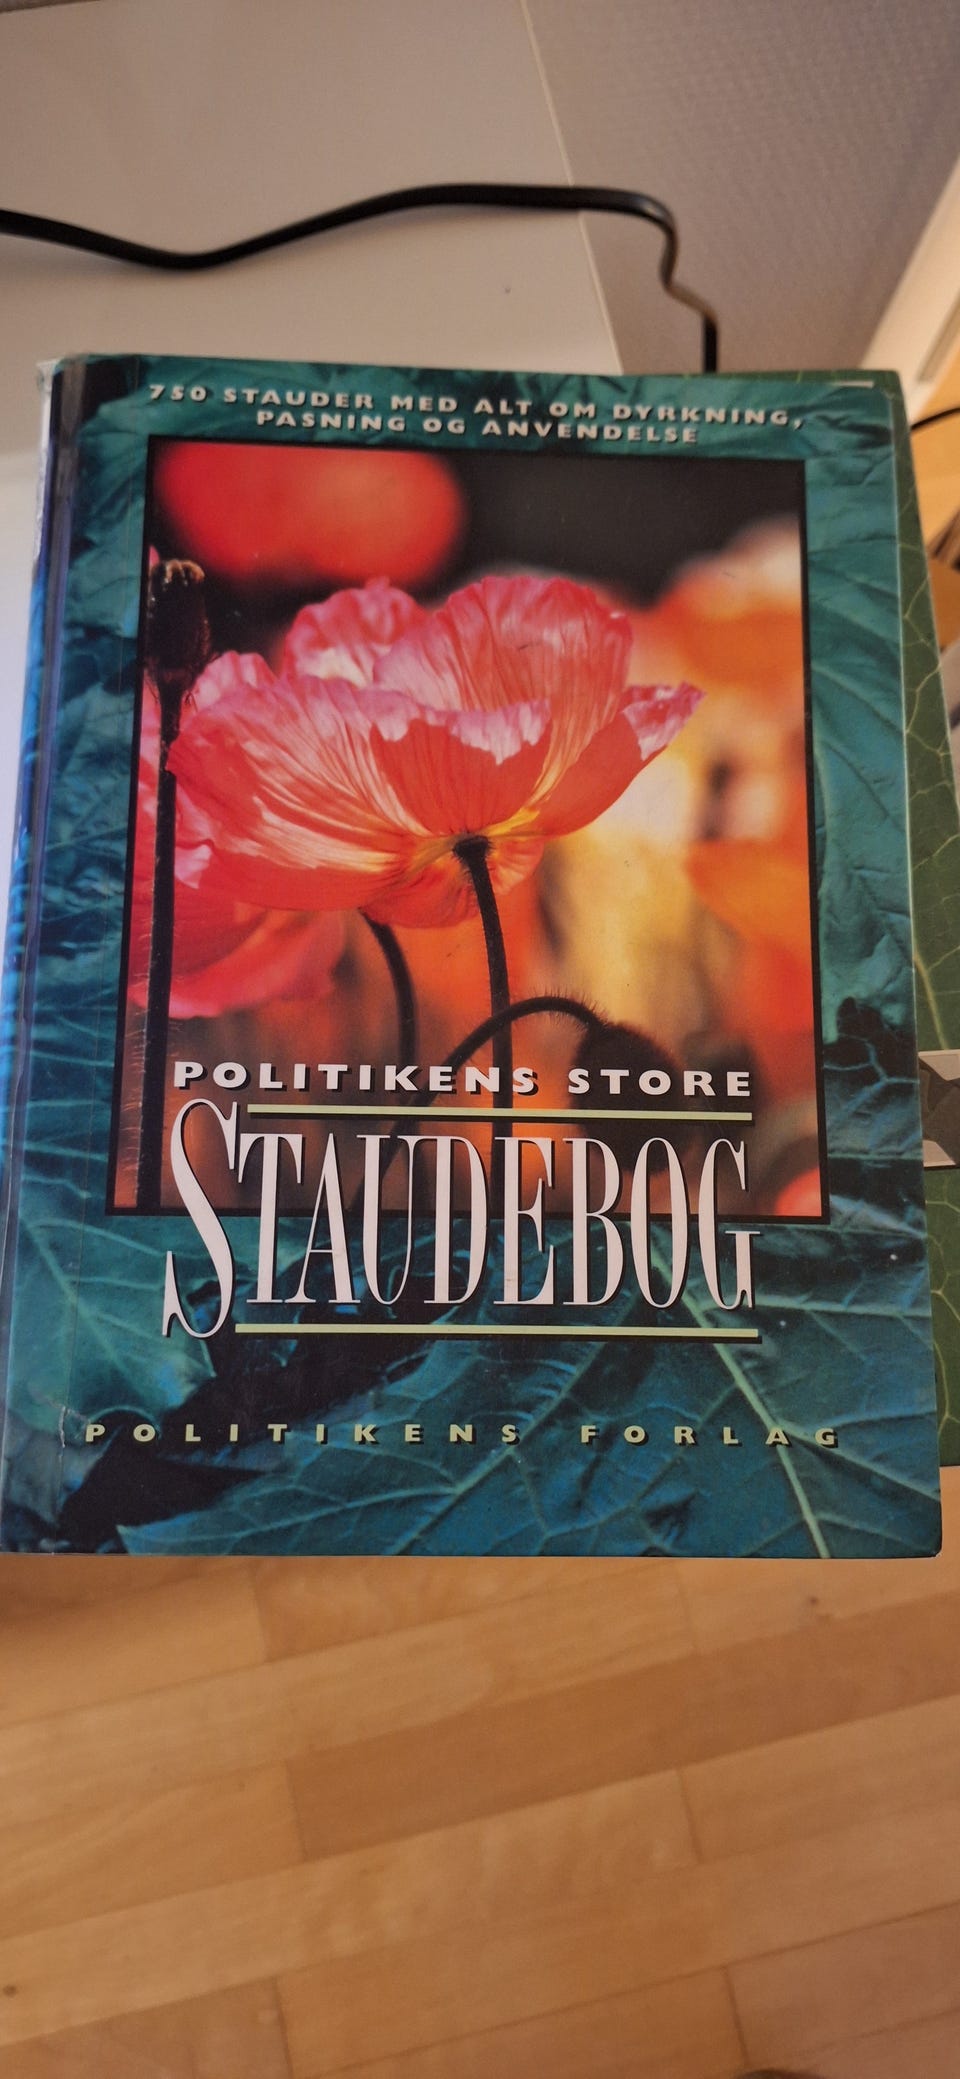 750 STAUDER MED ALT OM DYRKNING,
PASNING OG ANVENDELSE
POLITIKENS STORE
STAUDEBOG
POLITIKENS FORLAG